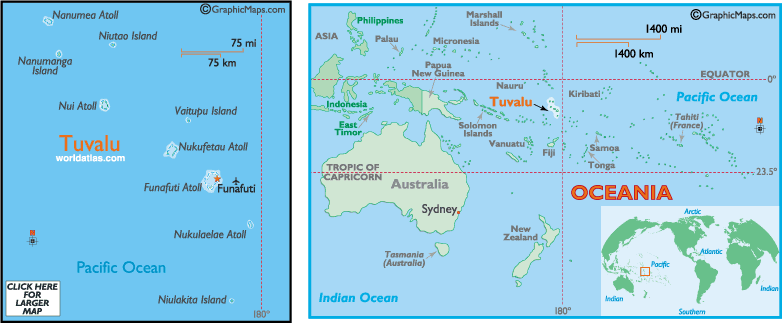 ©GraphicMaps.com
Nanumea Atoll
Niutao Island
75 mi
75 km
Nanumanga
Island
Nui Atoll
Vaitupu Island
Tuvalu
worldatlas.com
Nukufetau Atoll
Funafuti Atoll
Funafuti
Nukulaelae Atoll
Pacific Ocean
CLICK HERE
FOR
LARGER
MAP
Niulakita Island
180°
©GraphicMaps.com
Philippines
Marshall
Islands
1400 mi
1400 km
ASIA
Palau
Micronesia
Papua
New Guinea
EQUATOR
0°
Nauru
Kiribati
Pacific Ocean
Indonesia
Tuvalu
East
Timor
Solomon
Islands
Tahiti
(France)
Vanuatu
Fiji
Samoa
Tonga
TROPIC OF
CAPRICORN
23.5°
Australia
OCEANIA
Sydney
New
Zealand
Tasmania
(Australia)
Indian Ocean
180°
Arctic
Pacific
Atlantic
Indian
Indian
Southern